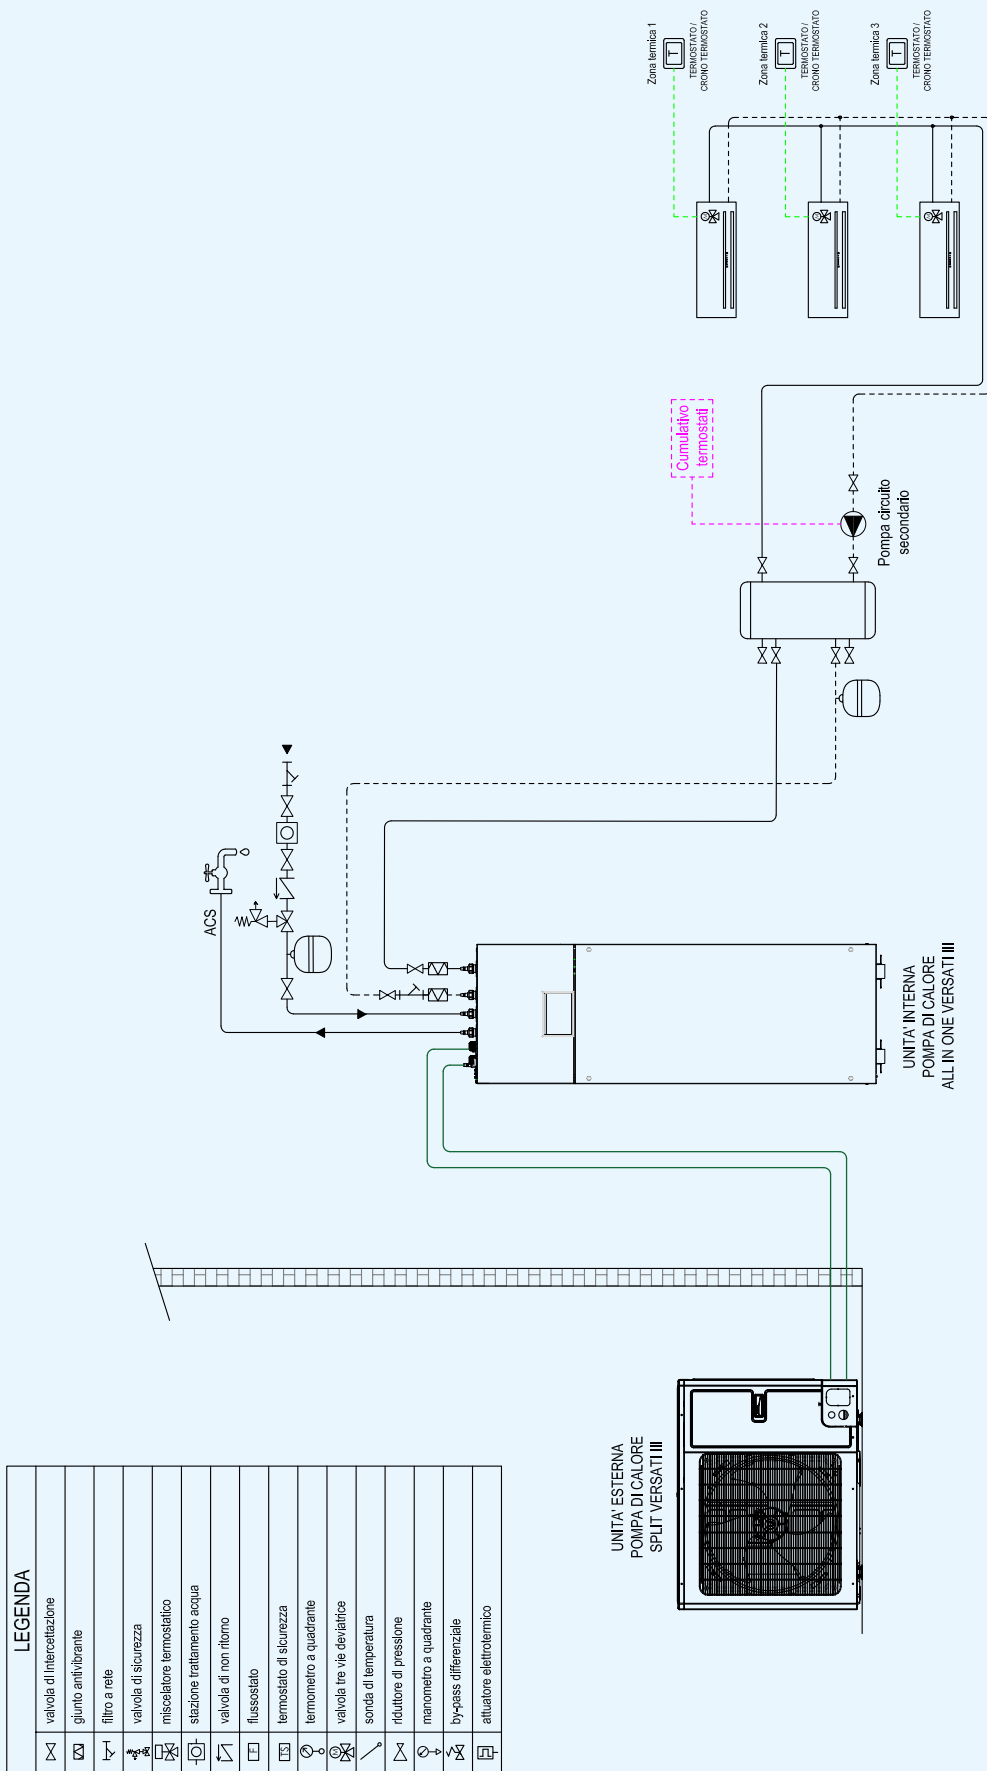 LEGENDA
valvola di intercettazione
giunto antivibrante
filtro a rete
valvola di sicurezza
miscelatore termostatico
stazione trattamento acqua
valvola di non ritorno
F
flussostato
TS
termostato di sicurezza
termometro a quadrante
M
valvola tre vie deviatrice
sonda di temperatura
riduttore di pressione
manometro a quadrante
by-pass differenziale
attuatore elettrotermico
UNITA' ESTERNA
POMPA DI CALORE
SPLIT VERSATI III
ACS
UNITA' INTERNA
POMPA DI CALORE
ALL IN ONE VERSATI III
Cumulativo
termostati
Pompa circuito
secondario
Zona termica 1
T
TERMOSTATO /
CRONO TERMOSTATO
Zona termica 2
T
TERMOSTATO /
CRONO TERMOSTATO
Zona termica 3
T
TERMOSTATO /
CRONO TERMOSTATO